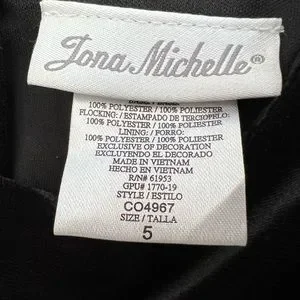 Jona Michelle®
100% POLYESTER / 100% POLIESTER
FLOCKING: / ESTAMPADO DE TERCIOPELO:
100% POLYESTER / 100% POLIESTER
LINING: / FORRO:
100% POLYESTER / 100% POLIESTER
EXCLUSIVE OF DECORATION
EXCLUYENDO EL DECORADO
MADE IN VIETNAM
HECHO EN VIETNAM
R/N# 61953
GPU# 1770-19
STYLE / ESTILO
CO4967
SIZE / TALLA
5